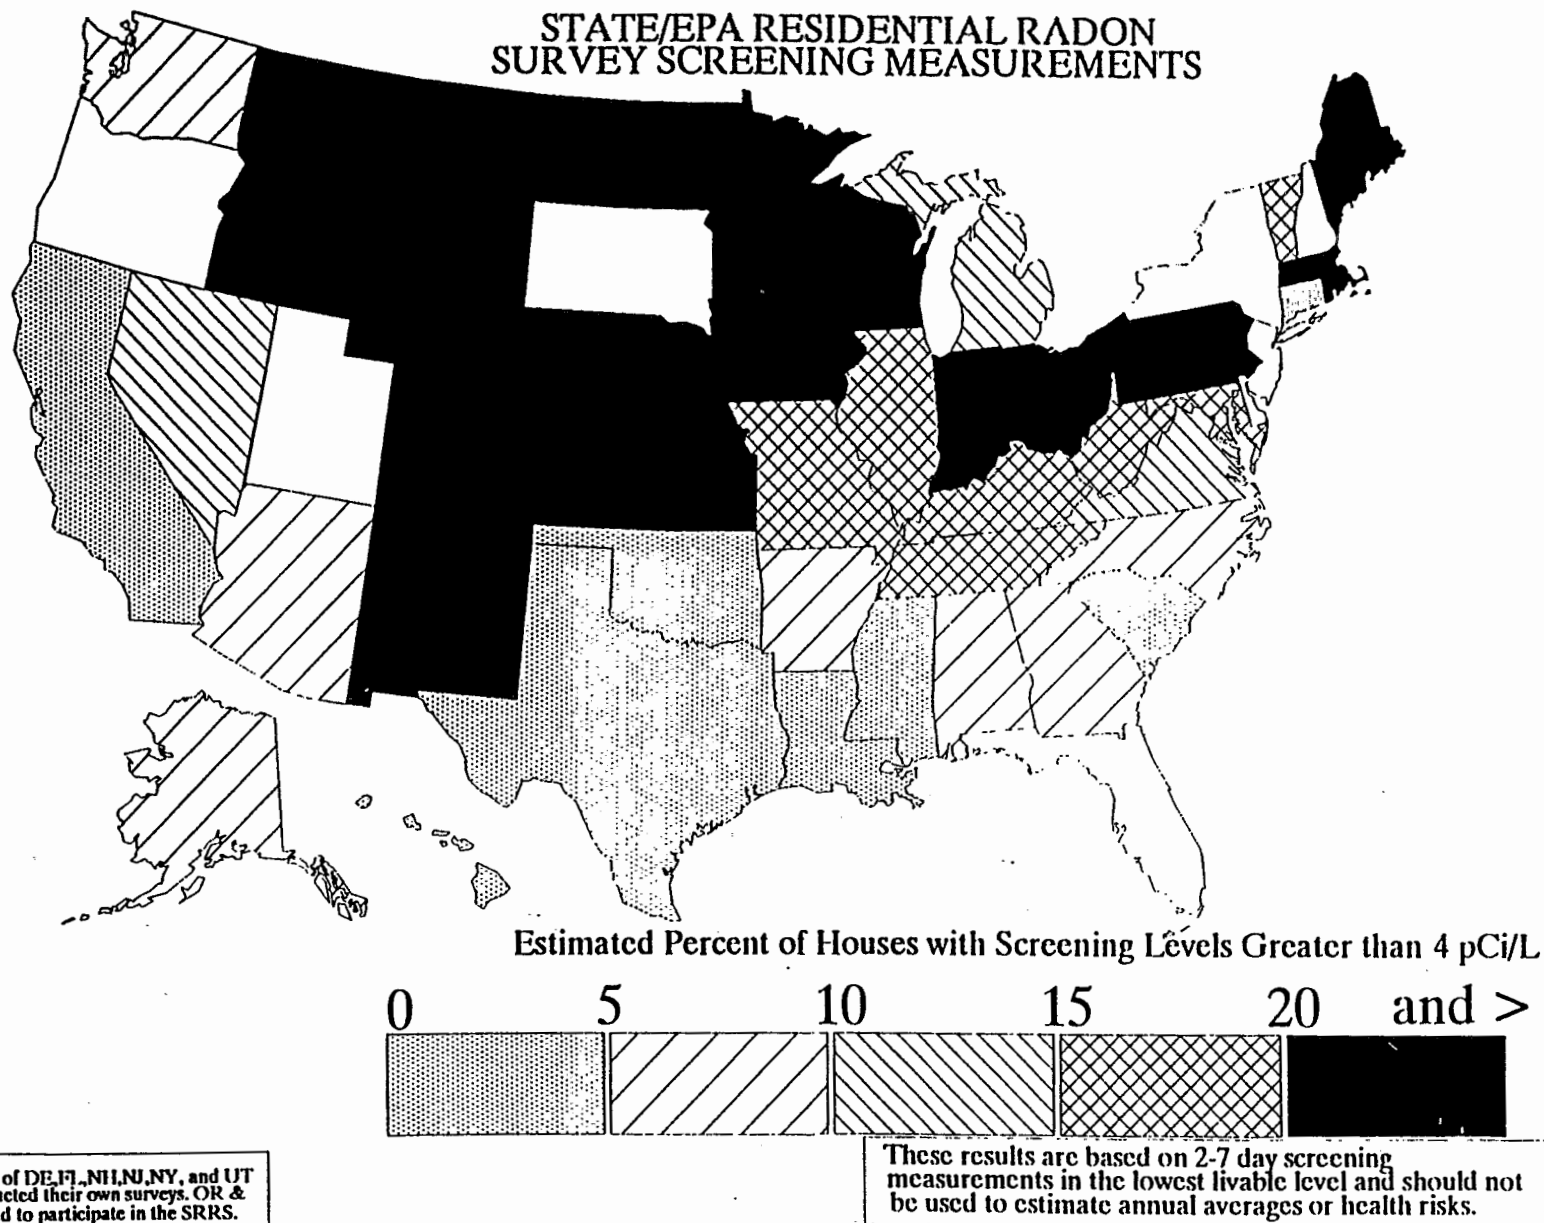 STATE/EPA RESIDENTIAL RADON
SURVEY SCREENING MEASUREMENTS
Estimated Percent of Houses with Screening Levels Greater than 4 pCi/L
0 5 10 15 20 and >
of DE,FL,NH,NJ,NY, and UT
cted their own surveys. OR &
d to participate in the SRRS.
These results are based on 2-7 day screening
measurements in the lowest livable level and should not
be used to estimate annual averages or health risks.